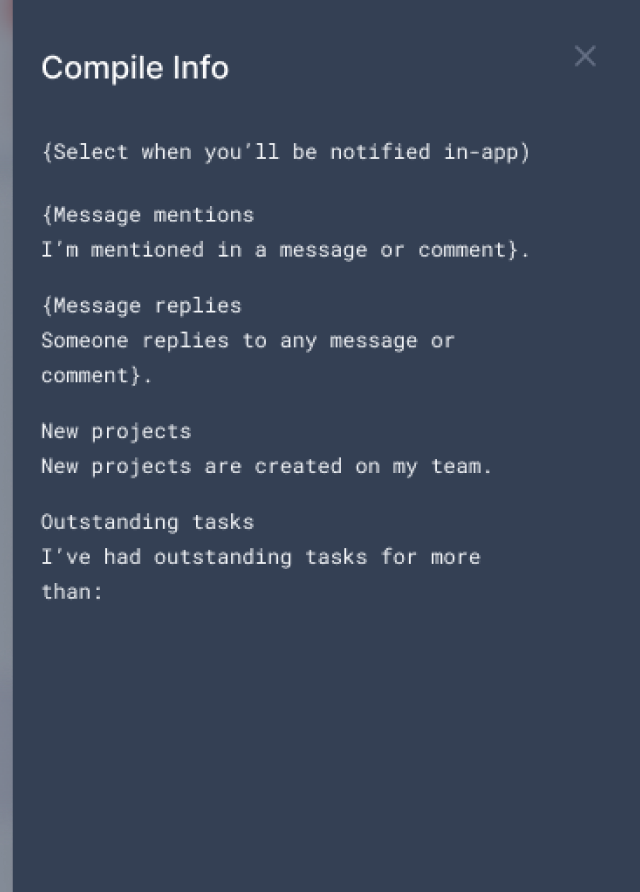 Compile Info
{Select when you’ll be notified in-app)
{Message mentions
I’m mentioned in a message or comment}.
{Message replies
Someone replies to any message or
comment}.
New projects
New projects are created on my team.
Outstanding tasks
I’ve had outstanding tasks for more
than: